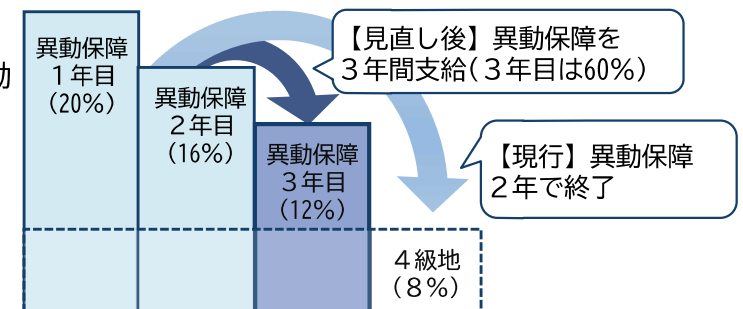 動
異動保障
１年目
（20％）
異動保障
２年目
（16％）
異動保障
３年目
（12％）
【見直し後】異動保障を
３年間支給（３年目は60％）
【現行】異動保障
２年で終了
４級地
（８％）